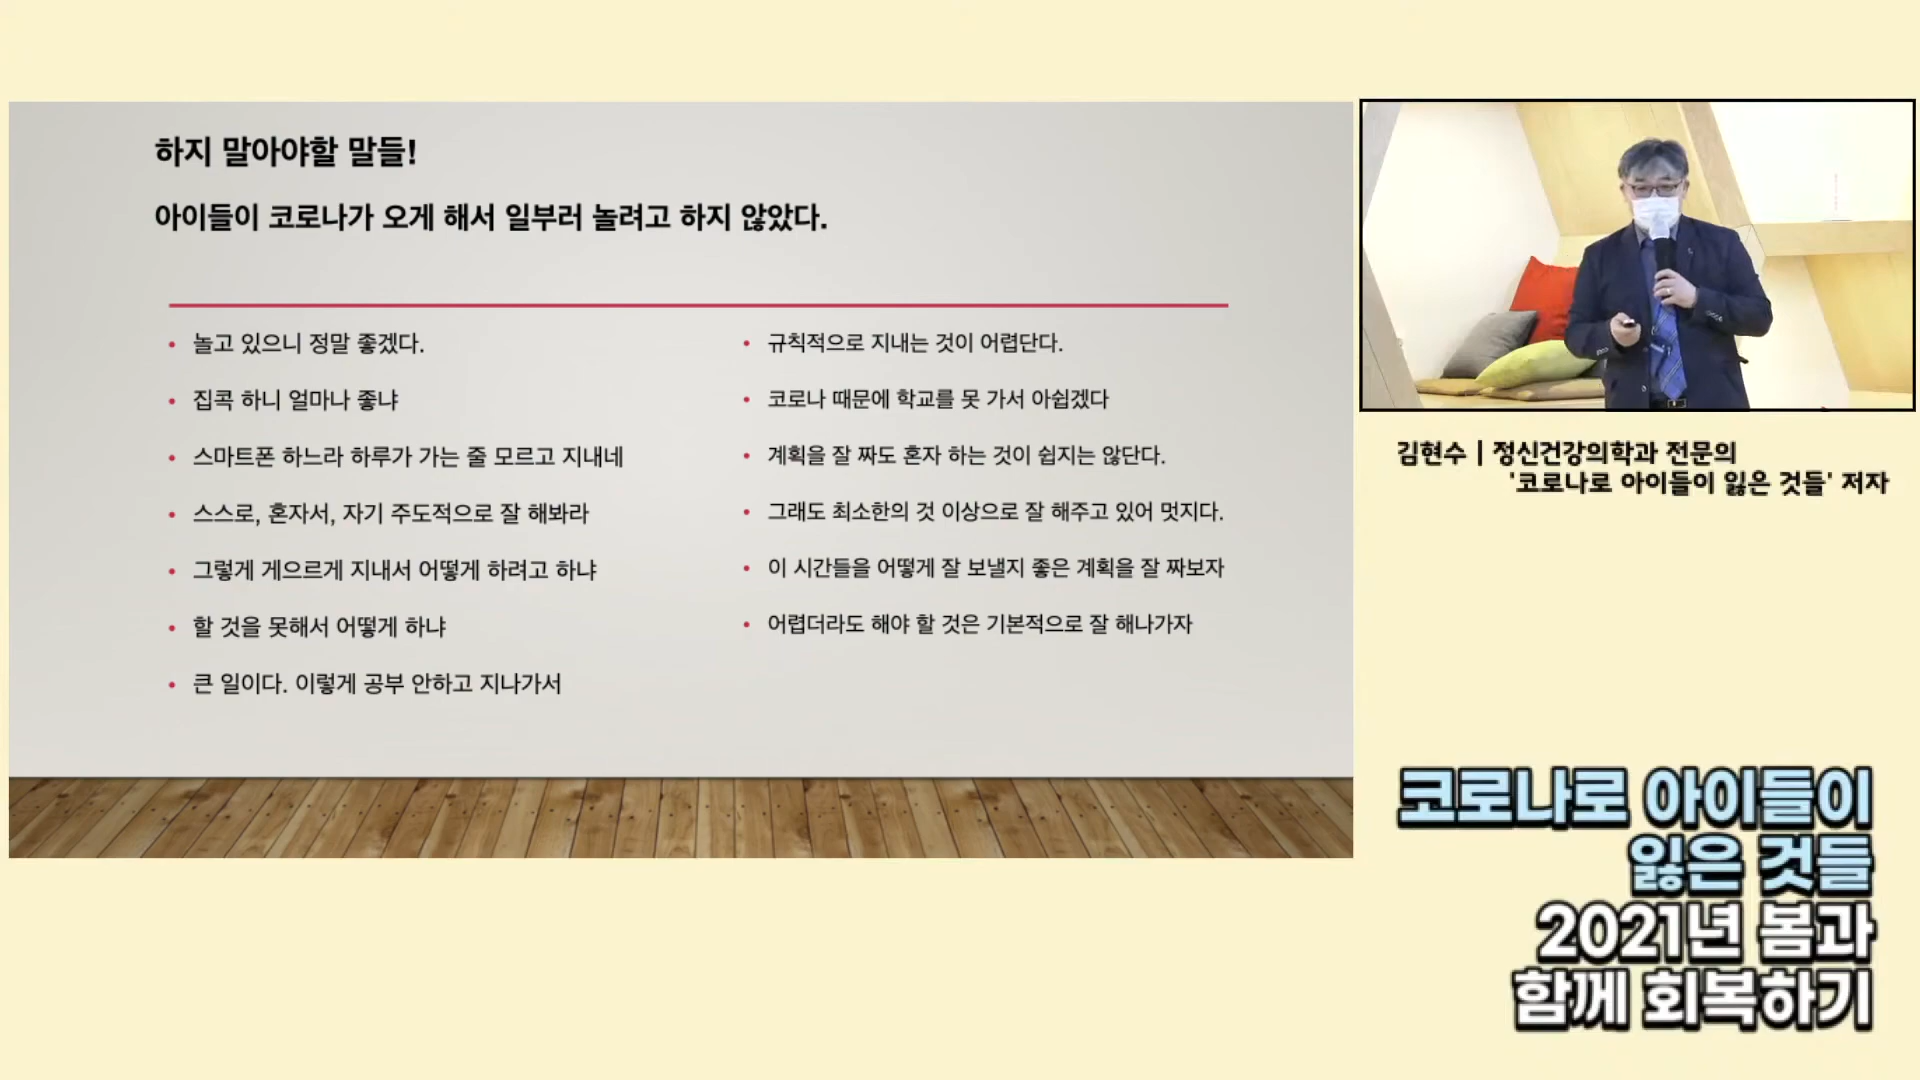 하지 말아야할 말들!
아이들이 코로나가 오게 해서 일부러 놀려고 하지 않았다.
• 놀고 있으니 정말 좋겠다.
• 집콕 하니 얼마나 좋냐
• 스마트폰 하느라 하루가 가는 줄 모르고 지내네
• 스스로, 혼자서, 자기 주도적으로 잘 해봐라
• 그렇게 게으르게 지내서 어떻게 하려고 하냐
• 할 것을 못해서 어떻게 하냐
• 큰 일이다. 이렇게 공부 안하고 지나가서
• 규칙적으로 지내는 것이 어렵단다.
• 코로나 때문에 학교를 못 가서 아쉽겠다
• 계획을 잘 짜도 혼자 하는 것이 쉽지는 않단다.
• 그래도 최소한의 것 이상으로 잘 해주고 있어 멋지다.
• 이 시간들을 어떻게 잘 보낼지 좋은 계획을 잘 짜보자
• 어렵더라도 해야 할 것은 기본적으로 잘 해나가자
김현수 | 정신건강의학과 전문의
'코로나로 아이들이 잃은 것들' 저자
코로나로 아이들이
잃은 것들
2021년 봄과
함께 회복하기